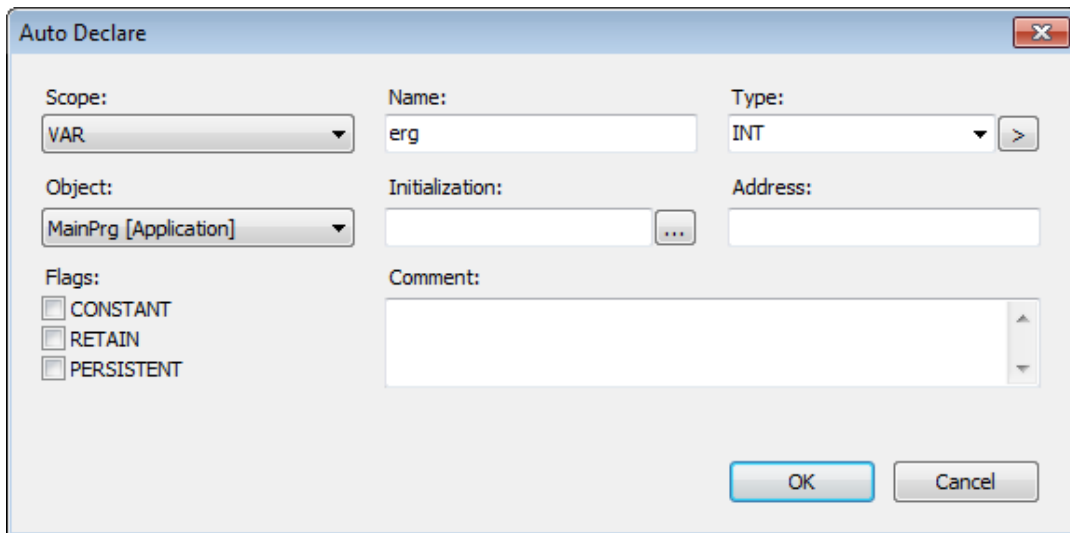 Auto Declare
Scope: Name: Type:
VAR erg INT >
Object: Initialization: Address:
MainPrg [Application] ...
Flags: Comment:
CONSTANT
RETAIN
PERSISTENT
OK Cancel